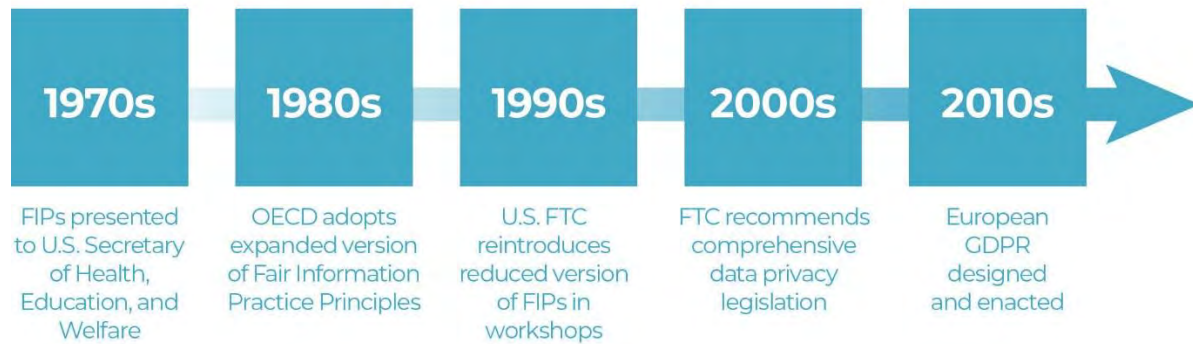 1970s
1980s
1990s
2000s
2010s
FIPs presented
to U.S. Secretary
of Health,
Education, and
Welfare
OECD adopts
expanded version
of Fair Information
Practice Principles
U.S. FTC
reintroduces
reduced version
of FIPs in
workshops
FTC recommends
comprehensive
data privacy
legislation
European
GDPR
designed
and enacted